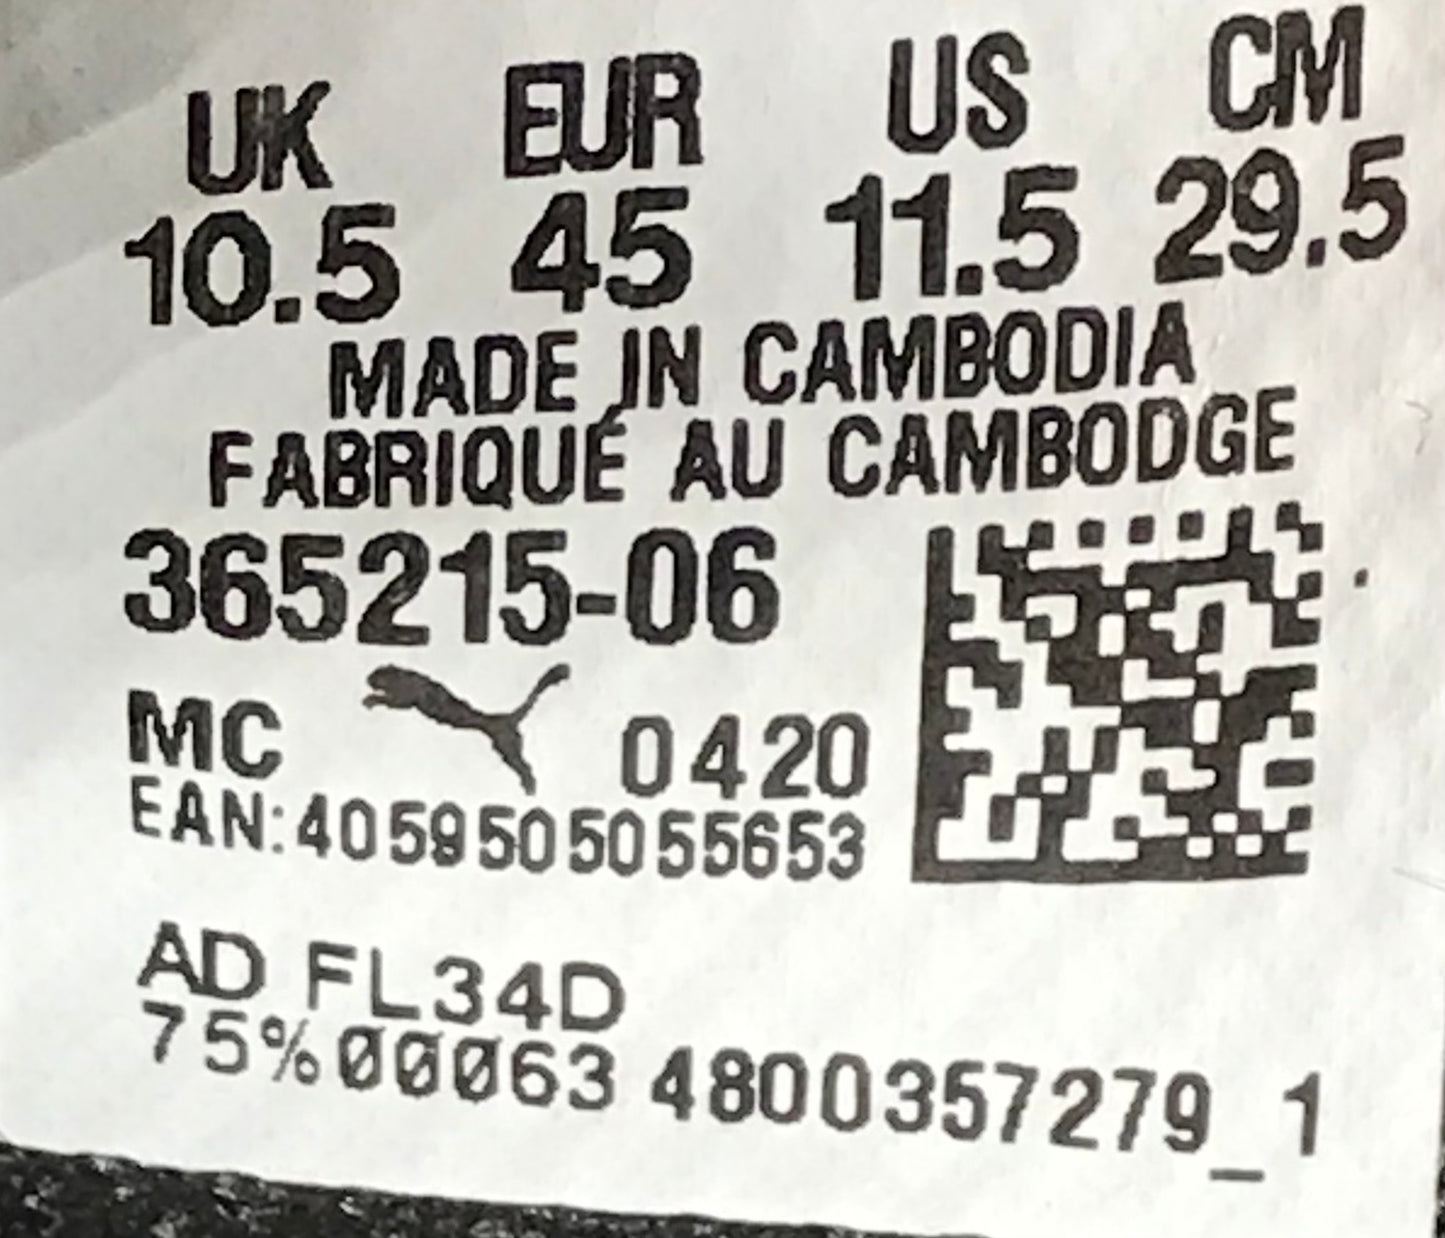 UK EUR US CM
10.5 45 11.5 29.5
MADE IN CAMBODIA
FABRIQUÉ AU CAMBODGE
365215-06
MC 0420
EAN:4059505055653
AD FL34D
75%00063 4800357279_1